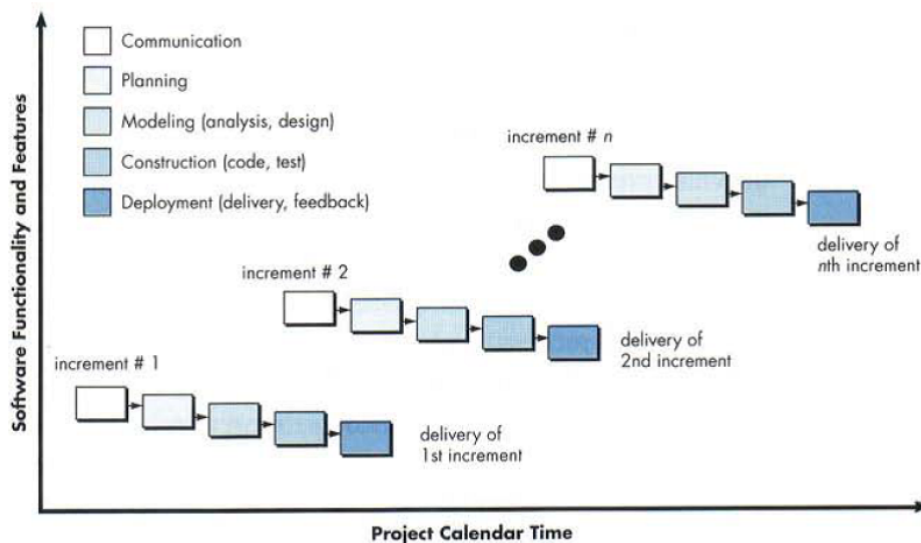 Software Functionality and Features
Communication
Planning
Modeling (analysis, design)
Construction (code, test)
Deployment (delivery, feedback)
increment # n
delivery of
nth increment
increment # 2
delivery of
2nd increment
increment # 1
delivery of
1st increment
Project Calendar Time